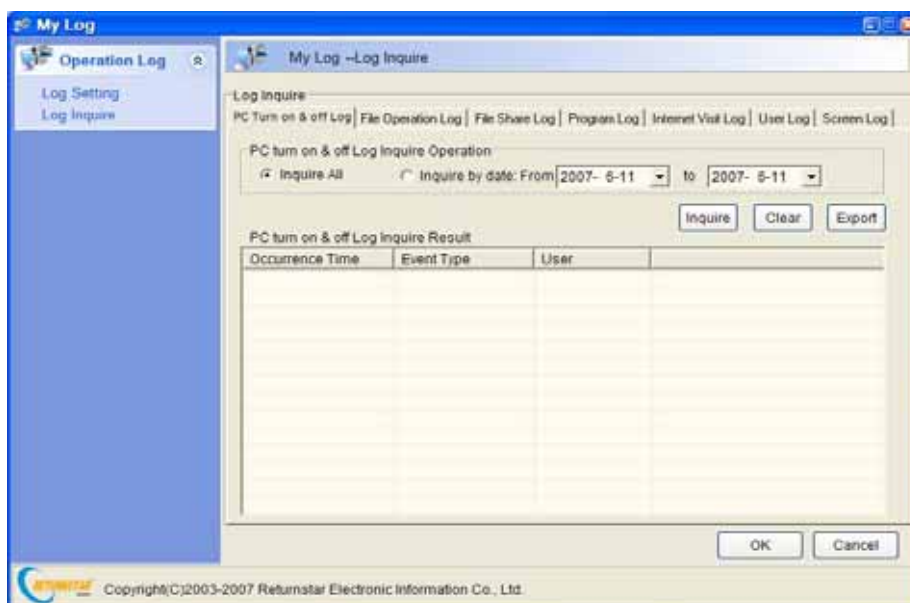 My Log
Operation Log
Log Setting
Log Inquire
My Log --Log Inquire
Log Inquire
PC Turn on & off Log File Operation Log File Share Log Program Log Internet Visit Log User Log Screen Log
PC turn on & off Log Inquire Operation
Inquire All Inquire by date: From 2007- 6-11 to 2007- 6-11
Inquire Clear Export
PC turn on & off Log Inquire Result
Occurrence Time Event Type User
OK Cancel
RETURNSTAR Copyright(C)2003-2007 Returnstar Electronic Information Co., Ltd.